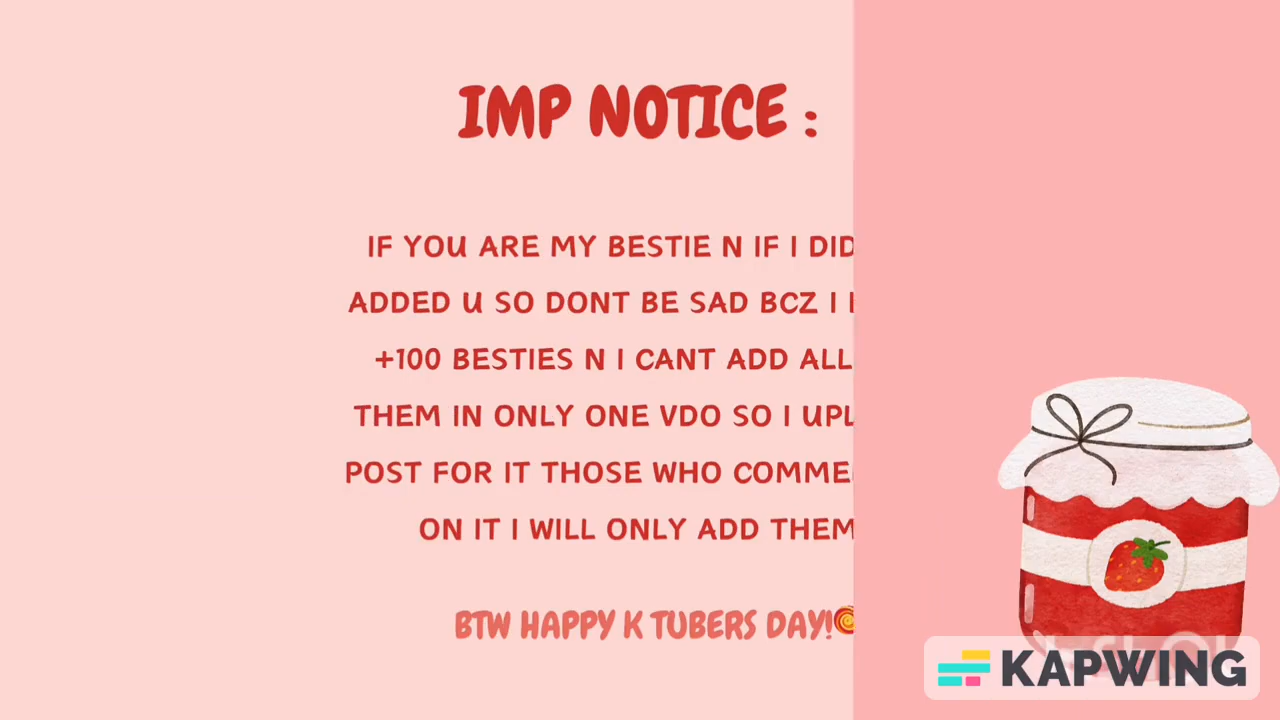 IMP NOTICE :
IF YOU ARE MY BESTIE N IF I DID
ADDED U SO DONT BE SAD BCZ I
+100 BESTIES N I CANT ADD ALL
THEM IN ONLY ONE VDO SO I UPL
POST FOR IT THOSE WHO COMME
ON IT I WILL ONLY ADD THEM
BTW HAPPY K TUBERS DAY!
KAPWING